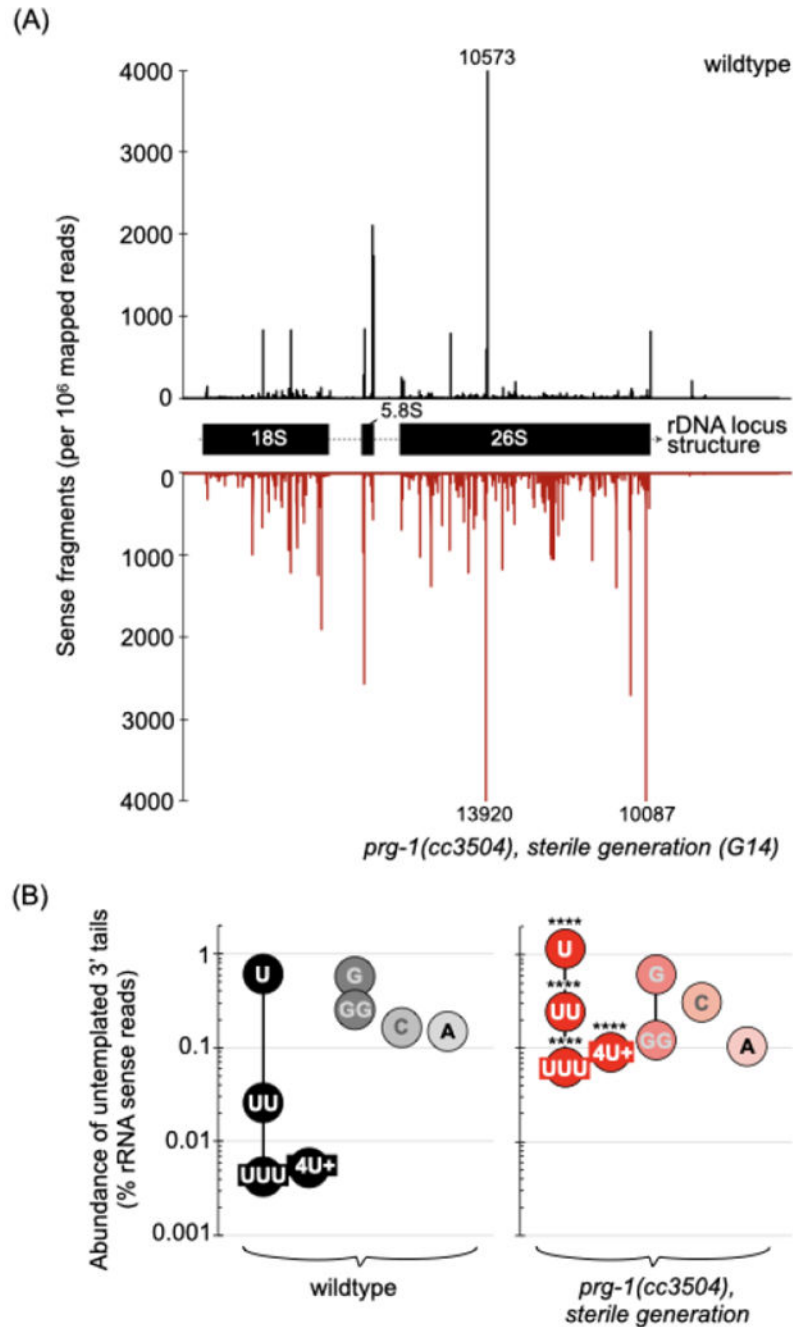 (A)
10573
wildtype
4000
3000
2000
1000
0
Sense fragments (per 10⁶ mapped reads)
5.8S
18S
26S
rDNA locus
structure
0
1000
2000
3000
4000
13920
10087
prg-1(cc3504), sterile generation (G14)
(B)
Abundance of untemplated 3' tails
(% rRNA sense reads)
1
0.1
0.01
0.001
U
UU
UUU
4U+
G
GG
C
A
wildtype
****
U
****
UU
****
UUU
****
4U+
G
GG
C
A
prg-1(cc3504),
sterile generation